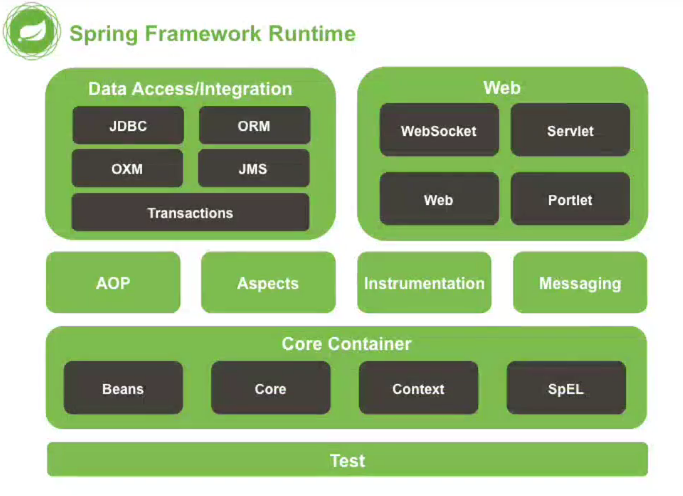 Spring Framework Runtime
Data Access/Integration
JDBC
ORM
OXM
JMS
Transactions
Web
WebSocket
Servlet
Web
Portlet
AOP
Aspects
Instrumentation
Messaging
Core Container
Beans
Core
Context
SpEL
Test